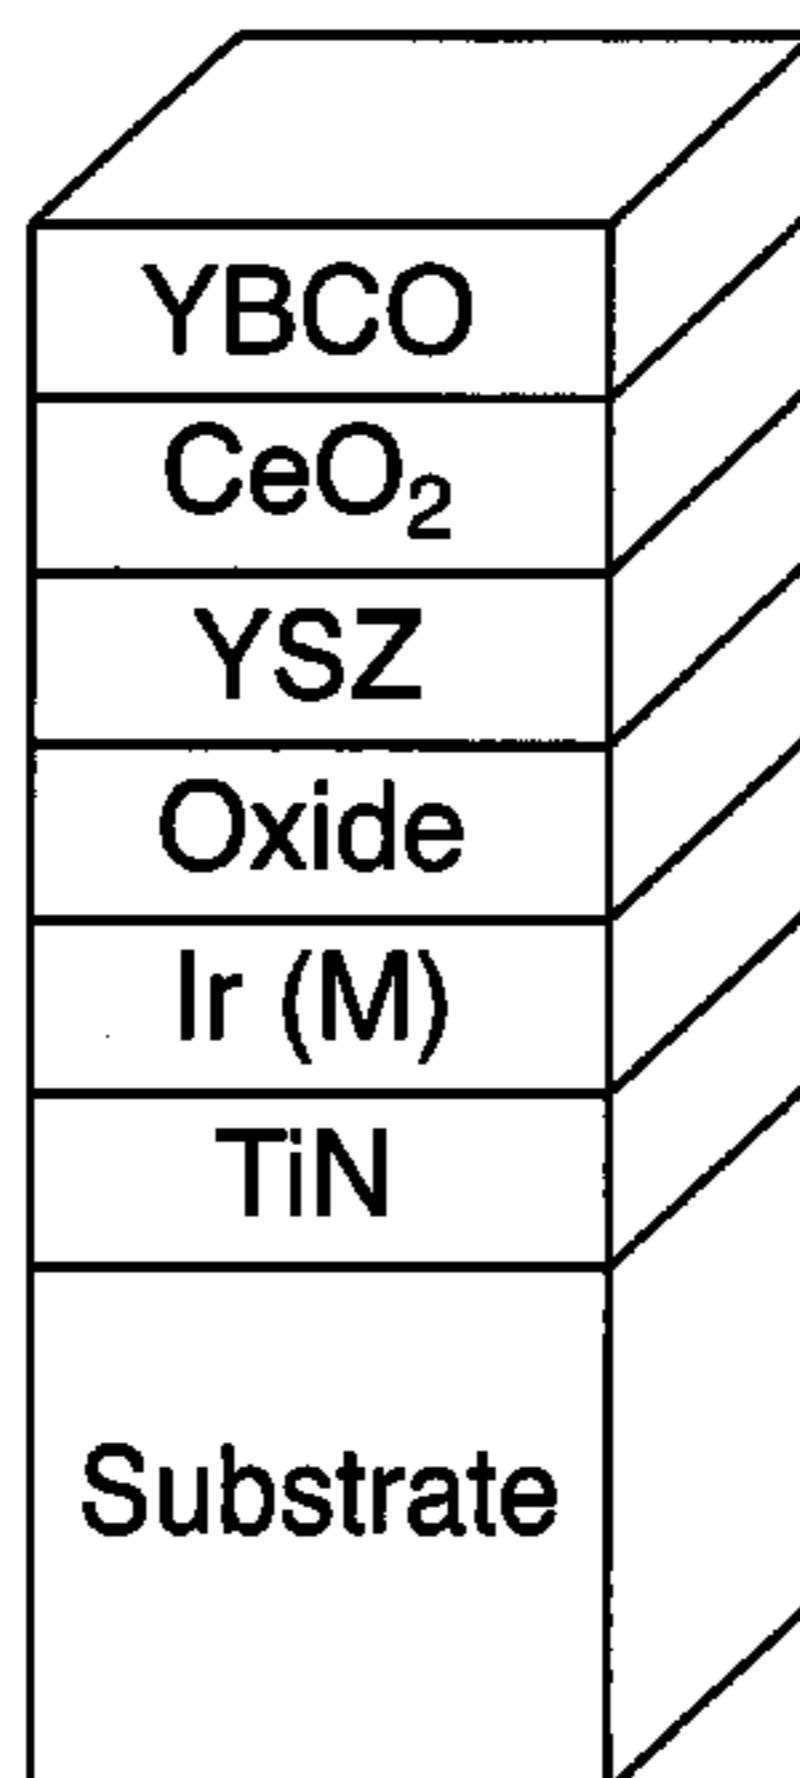 YBCO
CeO₂
YSZ
Oxide
Ir (M)
TiN
Substrate